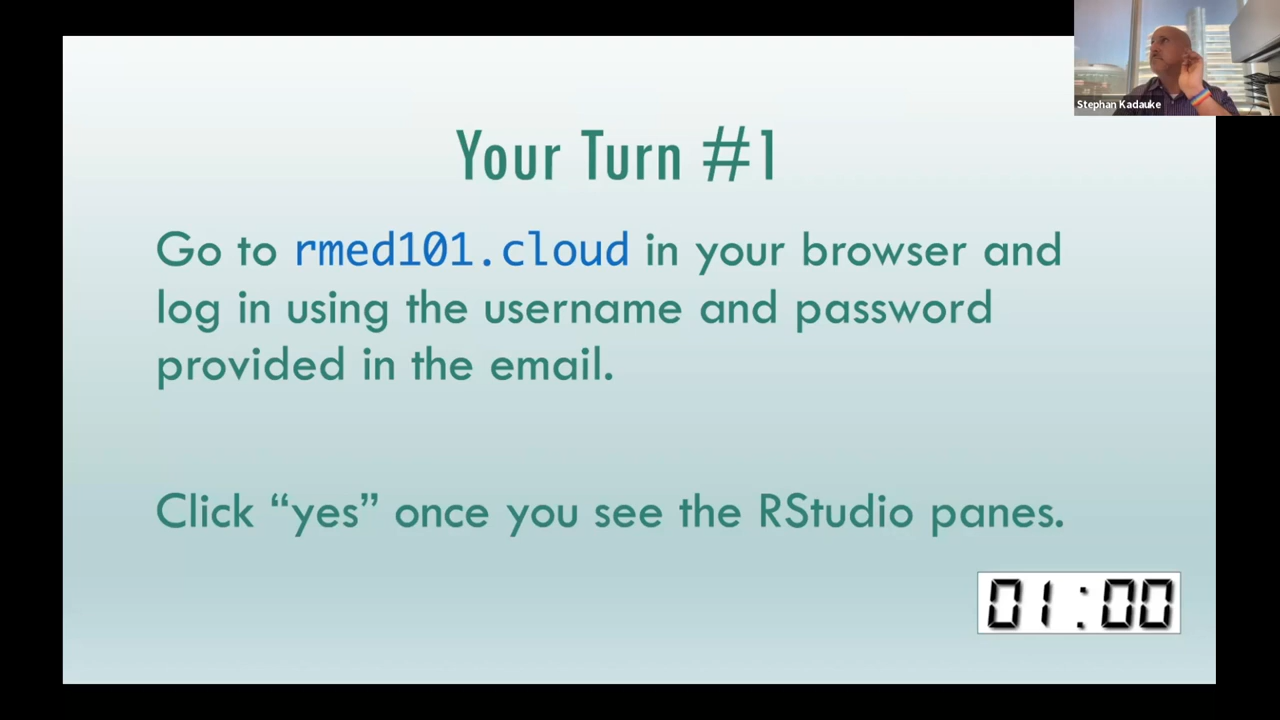 Stephan Kadauke
Your Turn #1
Go to rmed101.cloud in your browser and
log in using the username and password
provided in the email.
Click “yes” once you see the RStudio panes.
01:00